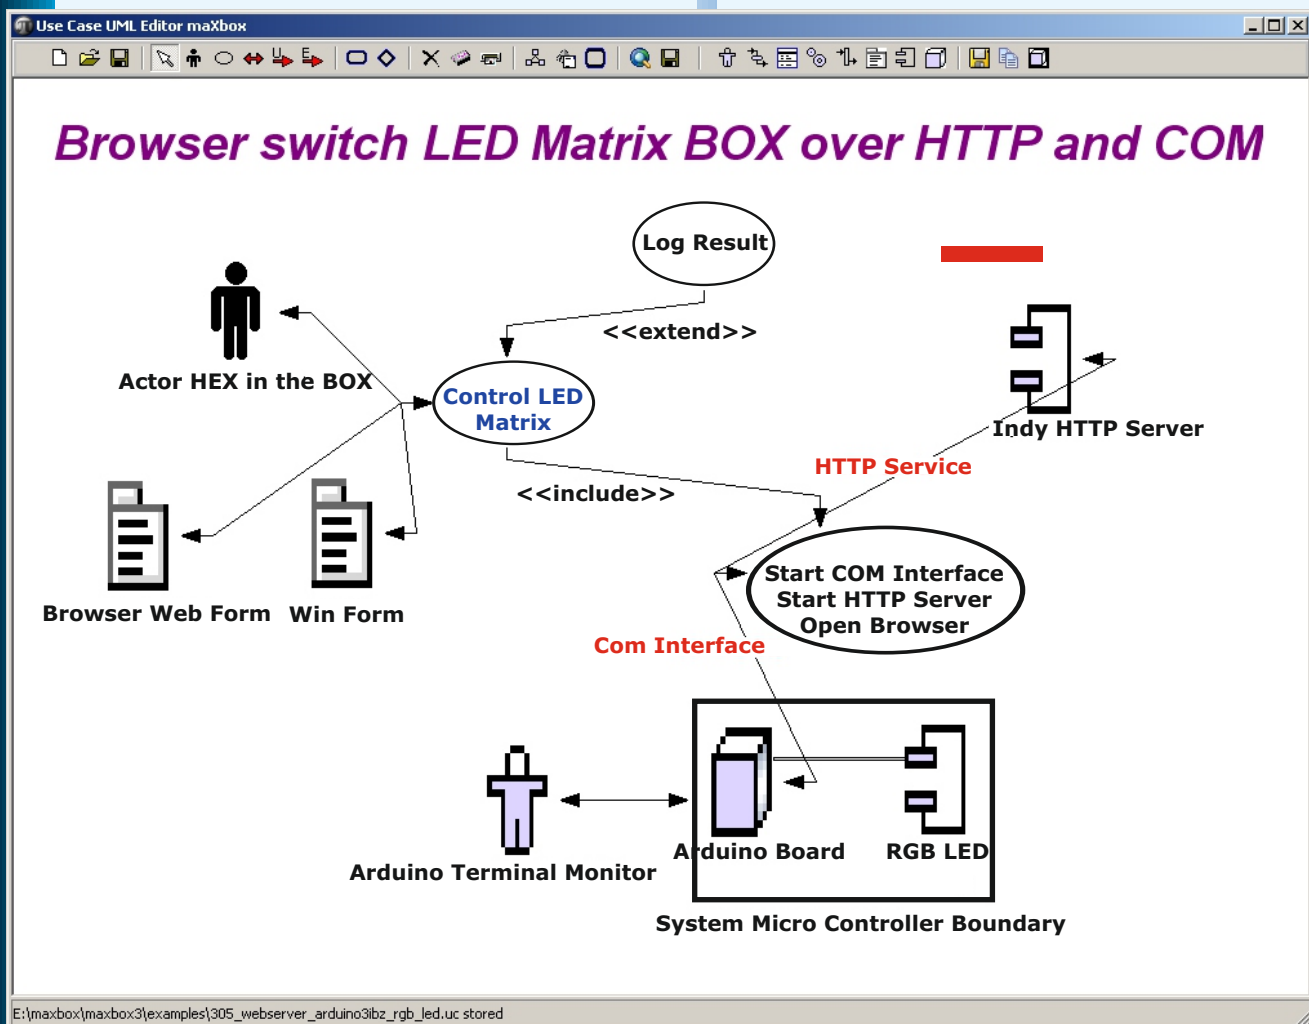 Use Case UML Editor maXbox
Browser switch LED Matrix BOX over HTTP and COM
Log Result
<<extend>>
Actor HEX in the BOX
Control LED
Matrix
Indy HTTP Server
HTTP Service
<<include>>
Browser Web Form
Win Form
Start COM Interface
Start HTTP Server
Open Browser
Com Interface
Arduino Board
RGB LED
Arduino Terminal Monitor
System Micro Controller Boundary
E:\maxbox\maxbox3\examples\305_webserver_arduino3ibz_rgb_led.uc stored